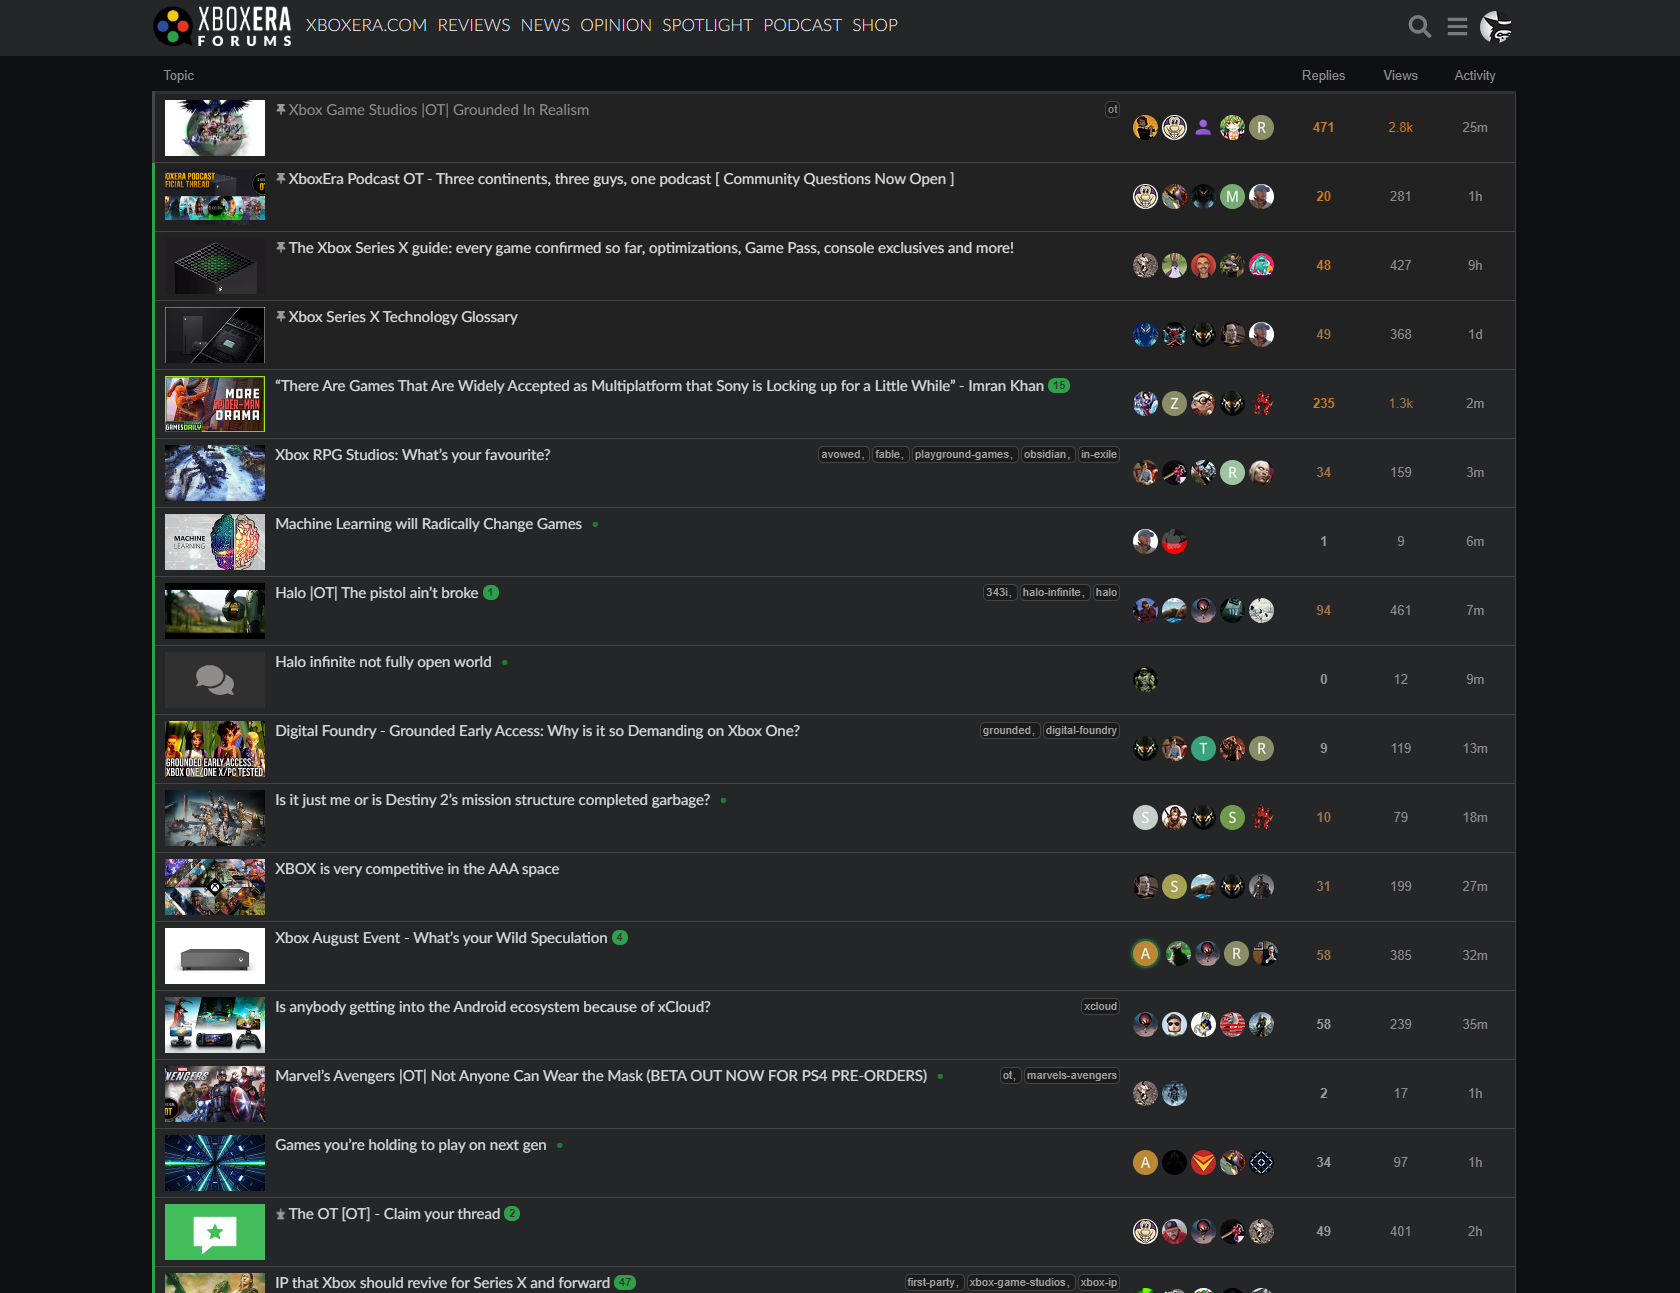 XBOXERA
FORUMS
XBOXERA.COM REVIEWS NEWS OPINION SPOTLIGHT PODCAST SHOP
Topic Replies Views Activity
Xbox Game Studios |OT| Grounded In Realism ot R 471 2.8k 25m
OXERA PODCAST
FICIAL THREAD
XboxEra Podcast OT - Three continents, three guys, one podcast [ Community Questions Now Open ] M 20 281 1h
The Xbox Series X guide: every game confirmed so far, optimizations, Game Pass, console exclusives and more! 48 427 9h
Xbox Series X Technology Glossary 49 368 1d
MORE
SPIDER-MAN
DRAMA
GAMESDAILY
“There Are Games That Are Widely Accepted as Multiplatform that Sony is Locking up for a Little While” - Imran Khan 15 Z 235 1.3k 2m
Xbox RPG Studios: What’s your favourite? avowed, fable, playground-games, obsidian, in-exile R 34 159 3m
MACHINE
LEARNING
Machine Learning will Radically Change Games 1 9 6m
Halo |OT| The pistol ain’t broke 1 343i, halo-infinite, halo 94 461 7m
Halo infinite not fully open world 0 12 9m
GROUNDED EARLY ACCESS:
XBOX ONE/ONE X/PC TESTED
Digital Foundry - Grounded Early Access: Why is it so Demanding on Xbox One? grounded, digital-foundry T R 9 119 13m
Is it just me or is Destiny 2’s mission structure completed garbage? S S 10 79 18m
XBOX is very competitive in the AAA space S 31 199 27m
Xbox August Event - What’s your Wild Speculation 4 A R 58 385 32m
Is anybody getting into the Android ecosystem because of xCloud? xcloud 58 239 35m
VENGERS
OT
Marvel’s Avengers |OT| Not Anyone Can Wear the Mask (BETA OUT NOW FOR PS4 PRE-ORDERS) ot, marvels-avengers 2 17 1h
Games you’re holding to play on next gen A 34 97 1h
The OT [OT] - Claim your thread 2 49 401 2h
IP that Xbox should revive for Series X and forward 47 first-party, xbox-game-studios, xbox-ip